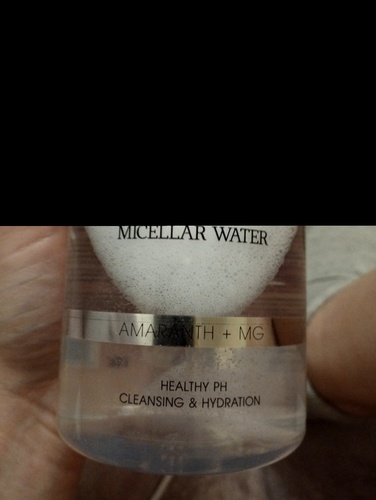 MICELLAR WATER
AMARANTH + MG
HEALTHY PH
CLEANSING & HYDRATION